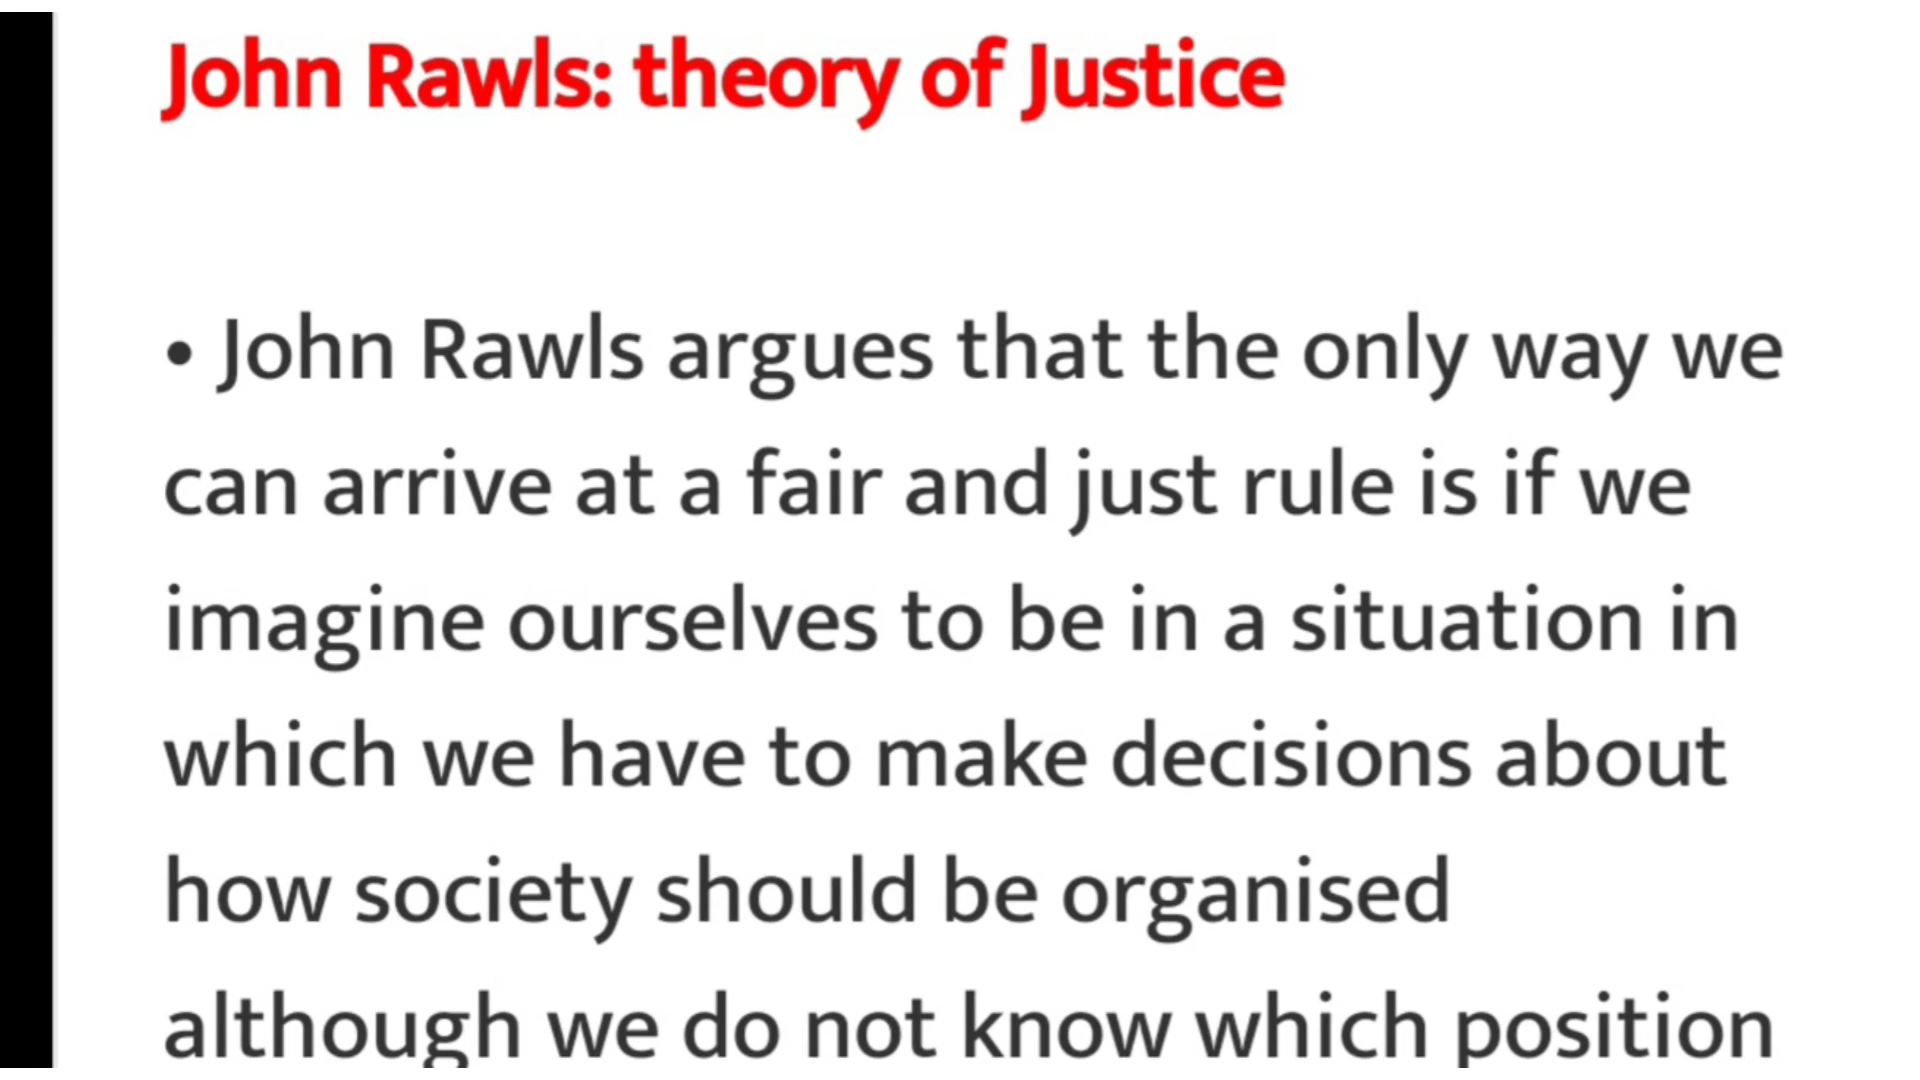 John Rawls: theory of Justice
• John Rawls argues that the only way we
can arrive at a fair and just rule is if we
imagine ourselves to be in a situation in
which we have to make decisions about
how society should be organised
although we do not know which position